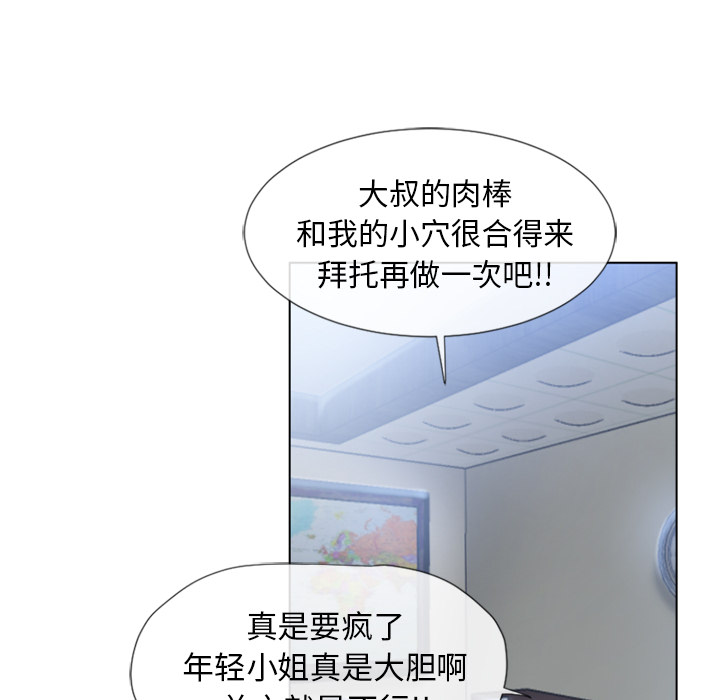 大叔的肉棒
和我的小穴很合得来
拜托再做一次吧!!
真是要疯了
年轻小姐真是大胆啊